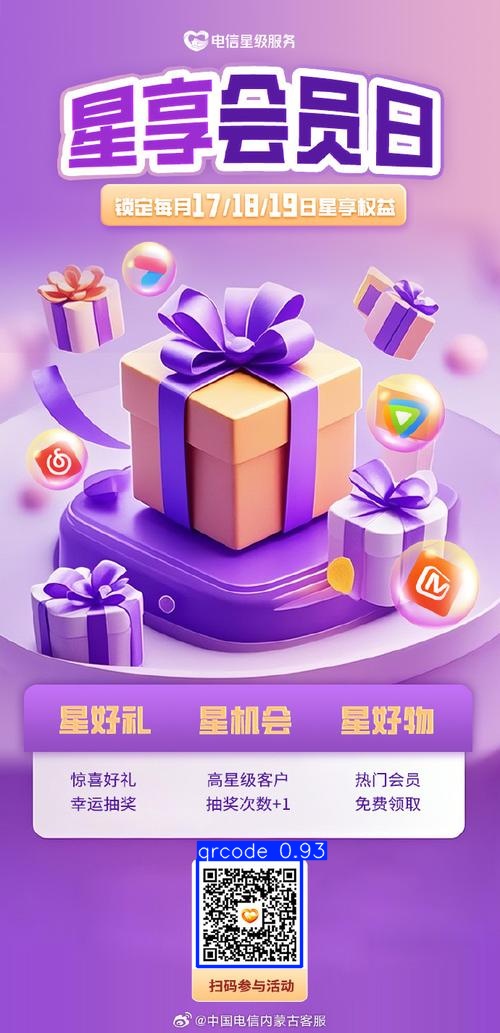 电信星级服务
星享会员日
锁定每月17/18/19日星享权益
星好礼 星机会 星好物
惊喜好礼 高星级客户 热门会员
幸运抽奖 抽奖次数+1 免费领取
qrcode 0.93
扫码参与活动
@中国电信内蒙古客服